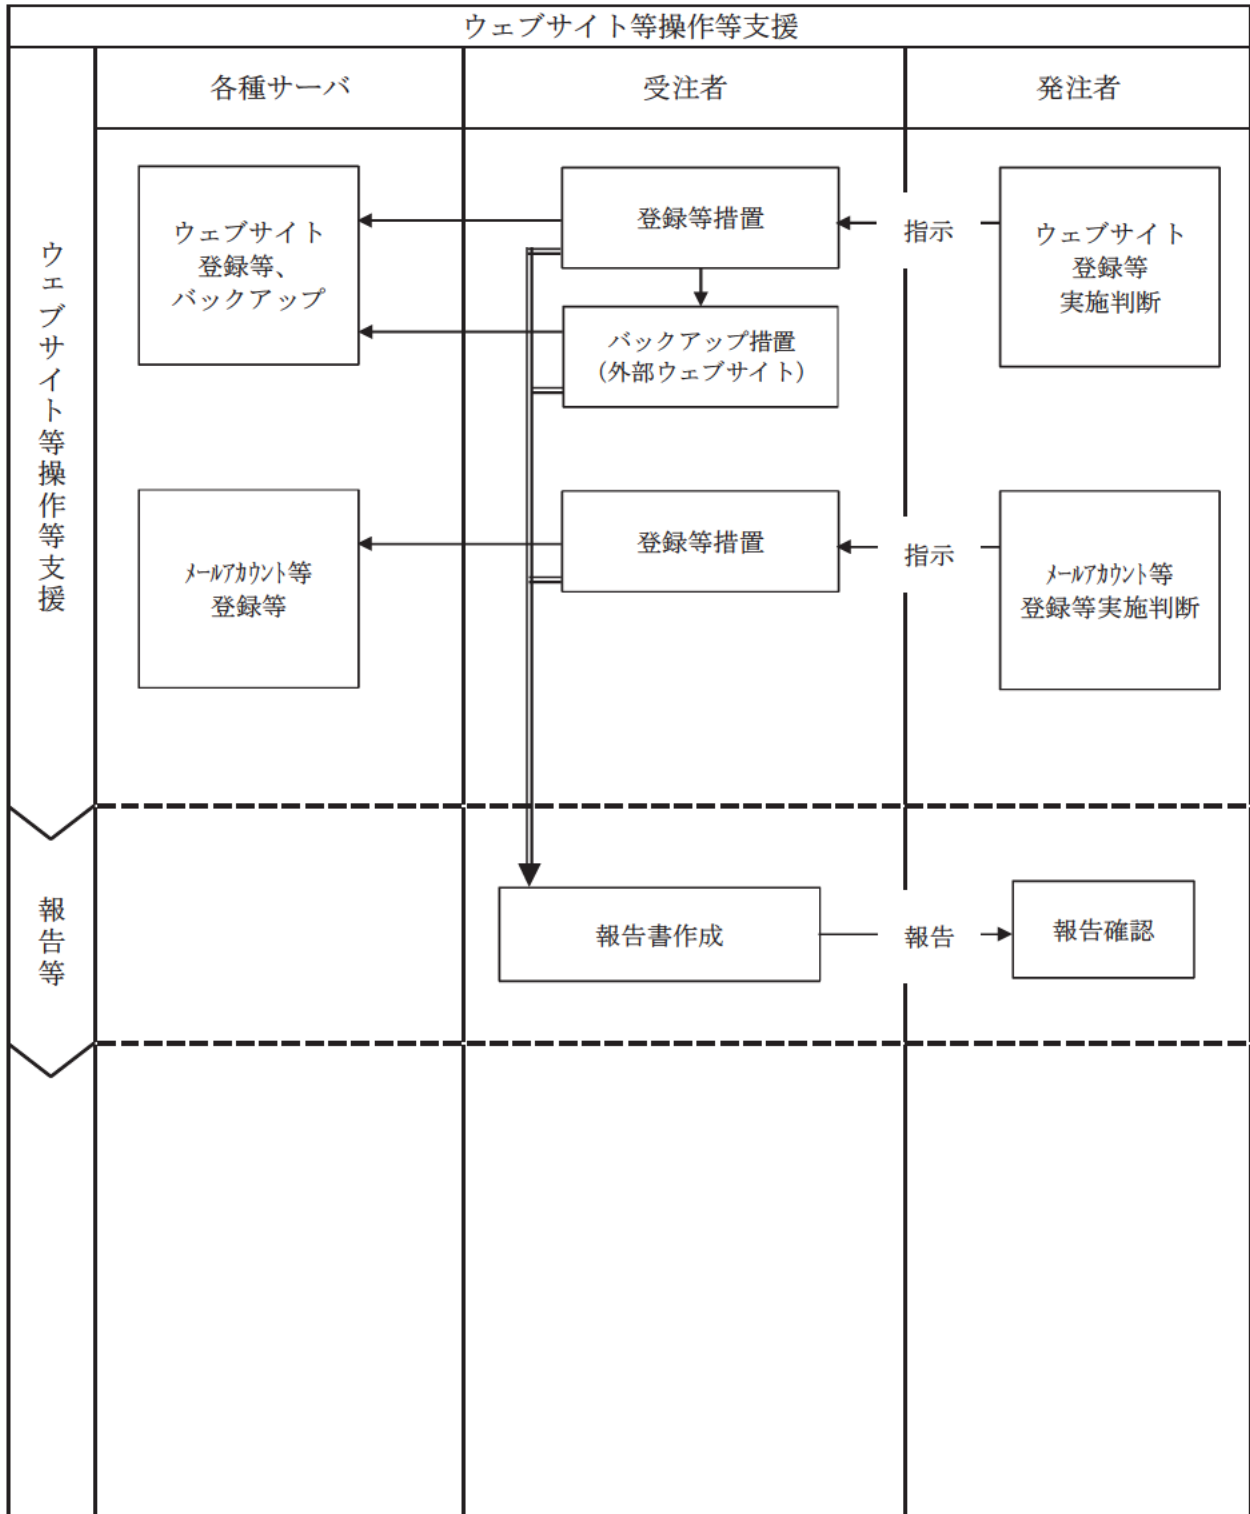 ウェブサイト等操作等支援
各種サーバ
受注者
発注者
ウェブサイト等操作等支援
ウェブサイト
登録等、
バックアップ
登録等措置
指示
ウェブサイト
登録等
実施判断
バックアップ措置
（外部ウェブサイト）
メールアカウント等
登録等
登録等措置
指示
メールアカウント等
登録等実施判断
報告等
報告書作成
報告
報告確認